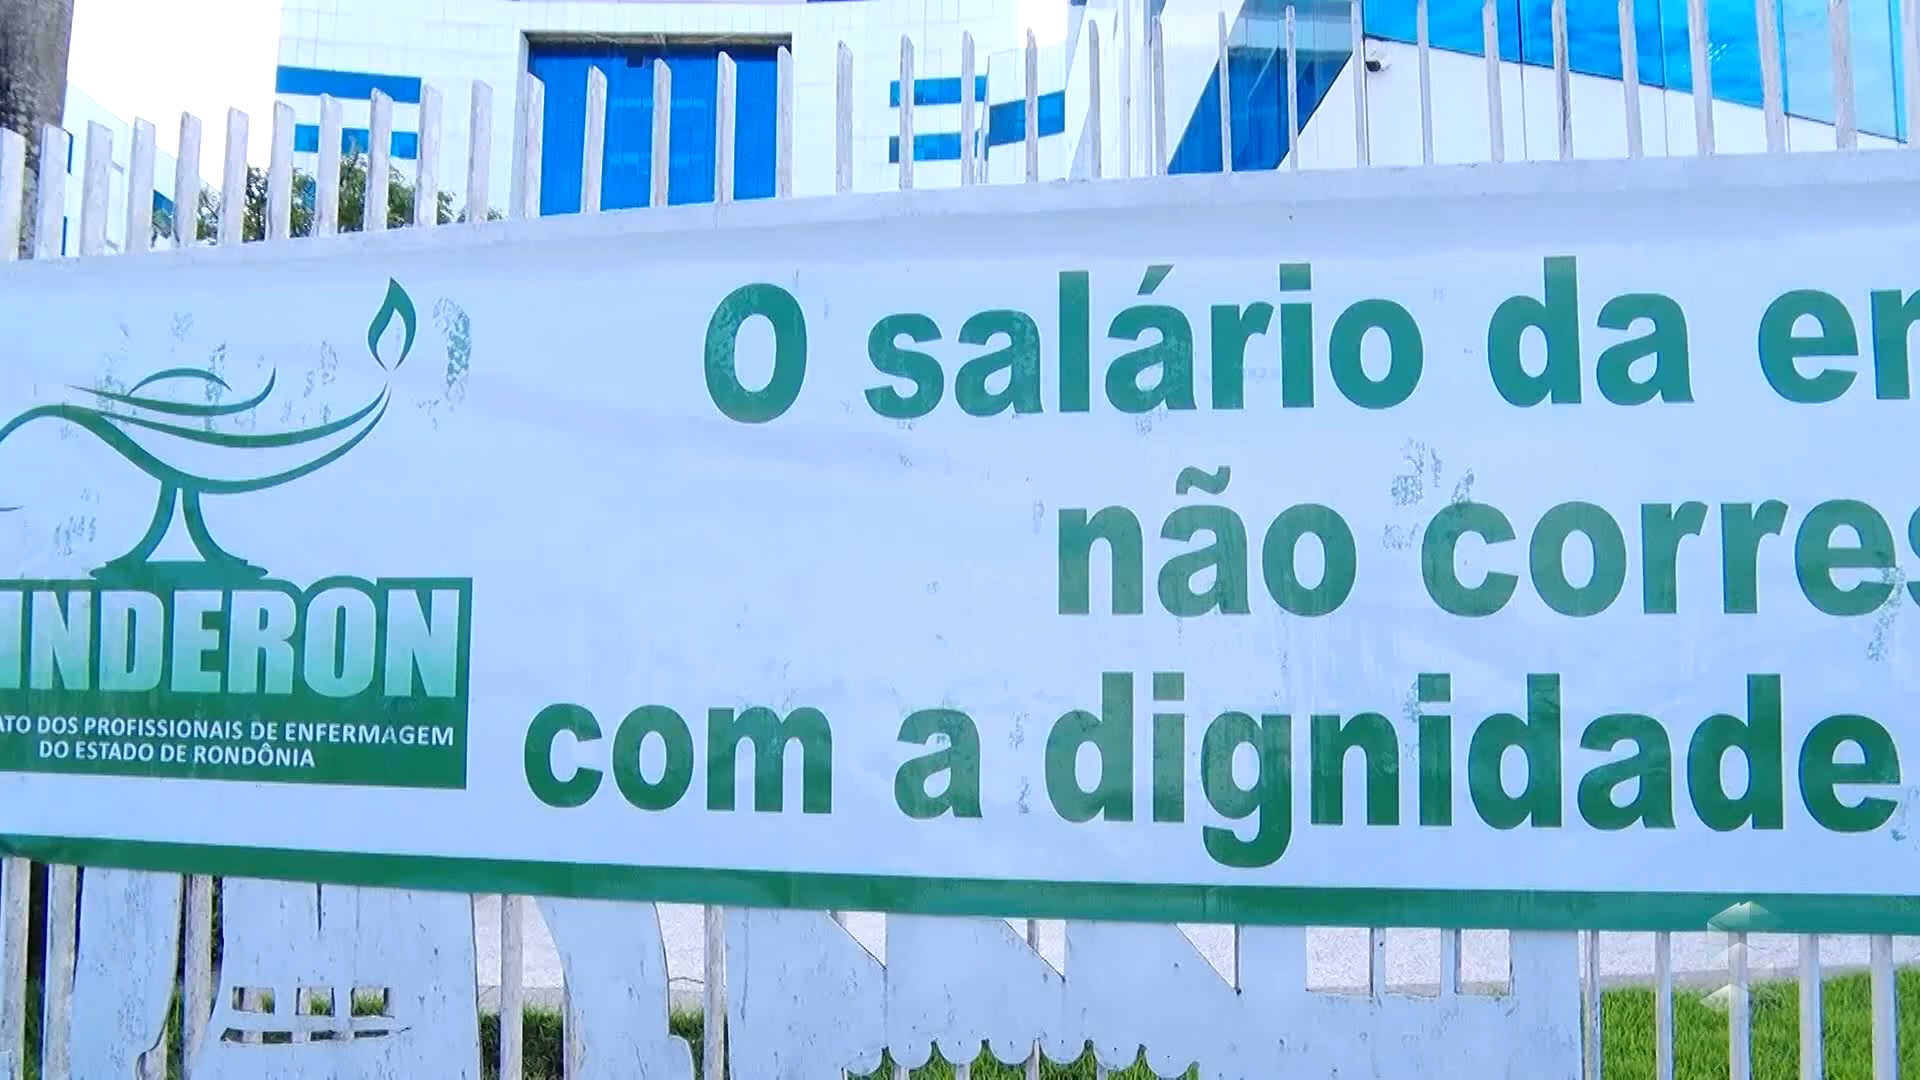 O salário da en
não corres
com a dignidade
INDERON
ATO DOS PROFISSIONAIS DE ENFERMAGEM
DO ESTADO DE RONDÔNIA